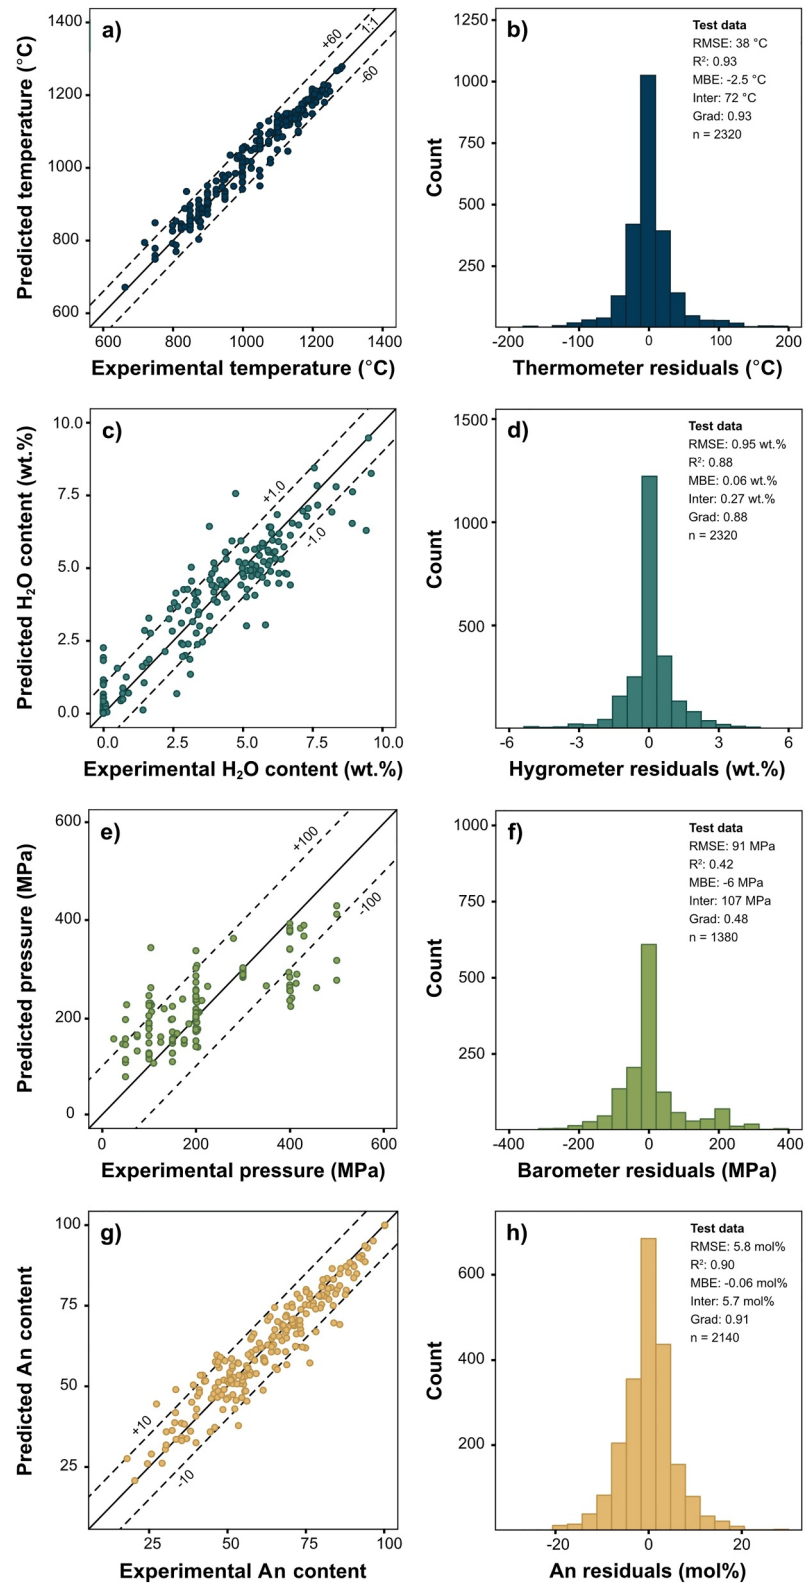 a)
1400
1200
1000
800
600
+60
1:1
-60
600
800
1000
1200
1400
Predicted temperature (°C)
Experimental temperature (°C)
b)
Test data
RMSE: 38 °C
R²: 0.93
MBE: -2.5 °C
Inter: 72 °C
Grad: 0.93
n = 2320
1250
1000
750
500
250
-200
-100
0
100
200
Count
Thermometer residuals (°C)
c)
10.0
7.5
5.0
2.5
0.0
+1.0
-1.0
0.0
2.5
5.0
7.5
10.0
Predicted H₂O content (wt.%)
Experimental H₂O content (wt.%)
d)
Test data
RMSE: 0.95 wt.%
R²: 0.88
MBE: 0.06 wt.%
Inter: 0.27 wt.%
Grad: 0.88
n = 2320
1500
1000
500
-6
-3
0
3
6
Count
Hygrometer residuals (wt.%)
e)
600
400
200
0
+100
-100
0
200
400
600
Predicted pressure (MPa)
Experimental pressure (MPa)
f)
Test data
RMSE: 91 MPa
R²: 0.42
MBE: -6 MPa
Inter: 107 MPa
Grad: 0.48
n = 1380
1000
750
500
250
-400
-200
0
200
400
Count
Barometer residuals (MPa)
g)
100
75
50
25
+10
-10
25
50
75
100
Predicted An content
Experimental An content
h)
Test data
RMSE: 5.8 mol%
R²: 0.90
MBE: -0.06 mol%
Inter: 5.7 mol%
Grad: 0.91
n = 2140
600
400
200
-20
0
20
Count
An residuals (mol%)